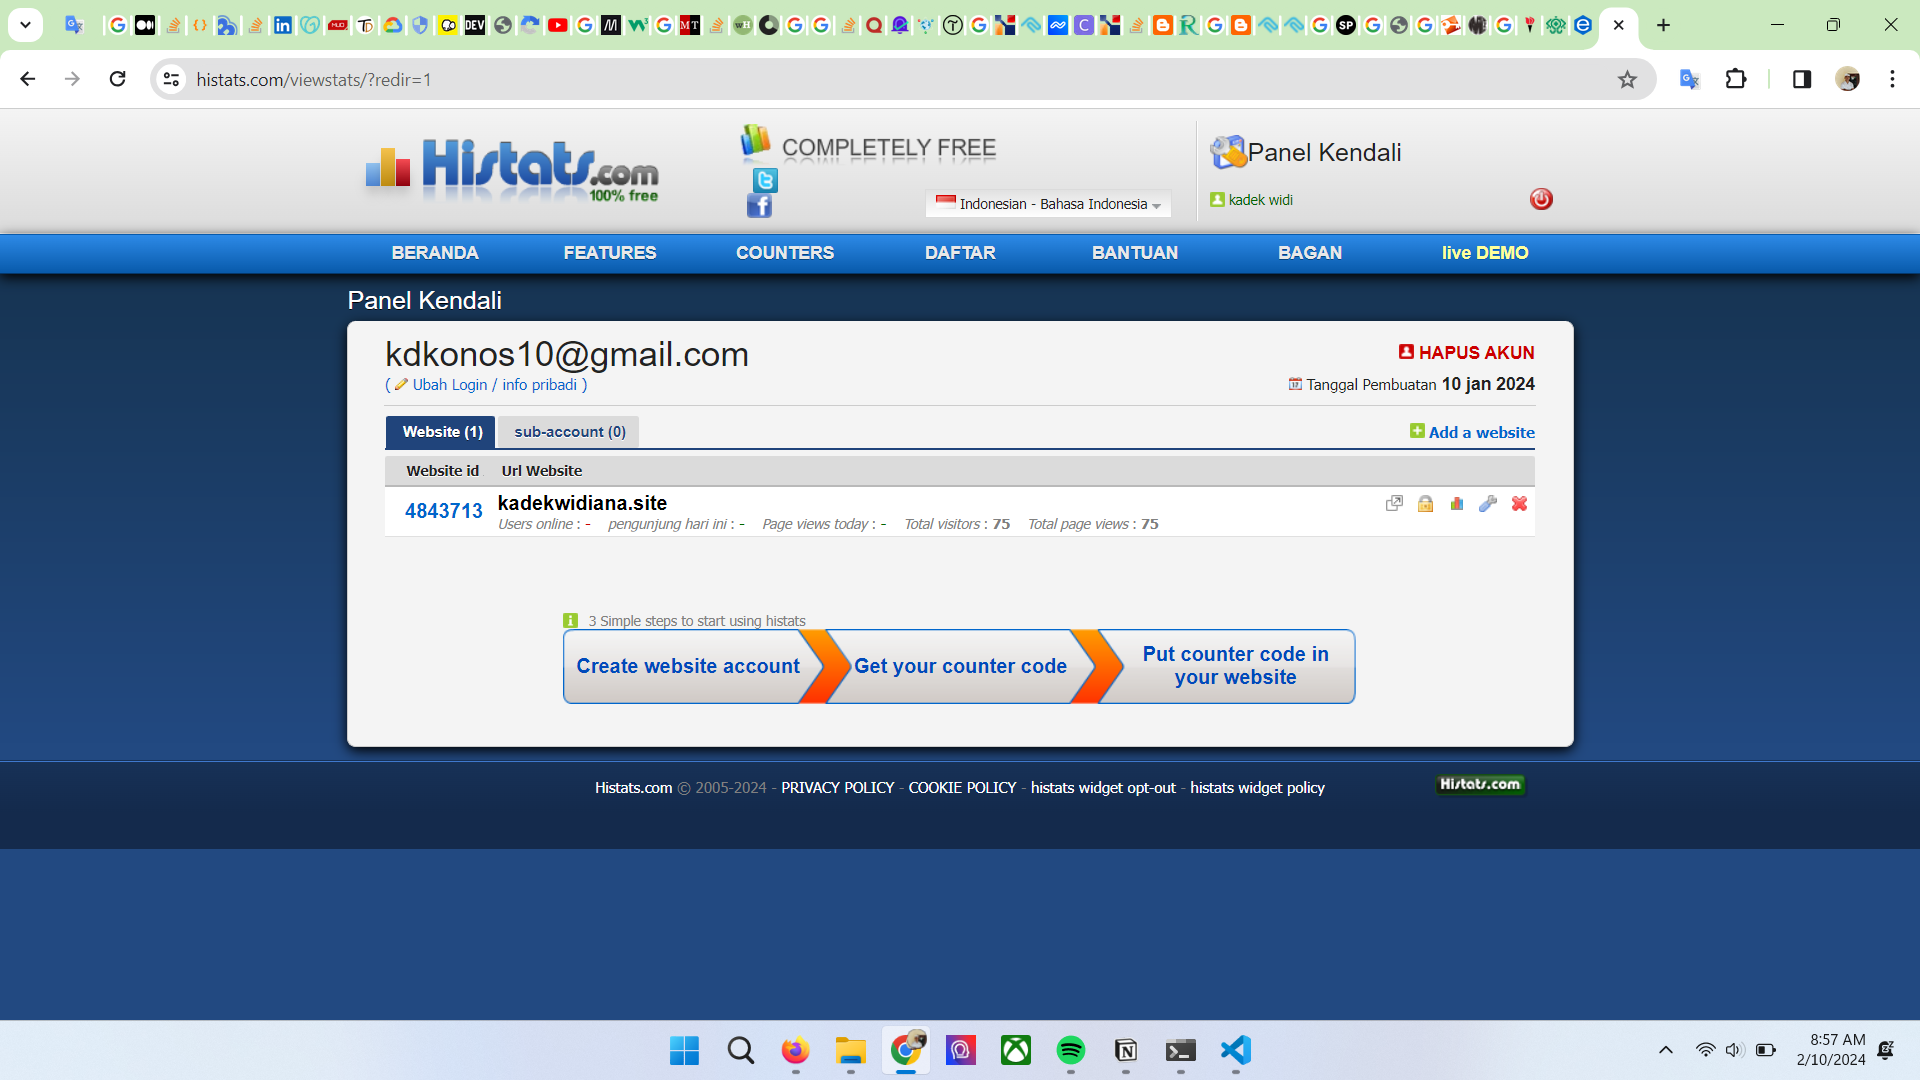 histats.com/viewstats/?redir=1
Histats.com
100% free
COMPLETELY FREE
Indonesian - Bahasa Indonesia
Panel Kendali
kadek widi
BERANDA
FEATURES
COUNTERS
DAFTAR
BANTUAN
BAGAN
live DEMO
Panel Kendali
kdkonos10@gmail.com
HAPUS AKUN
( Ubah Login / info pribadi )
Tanggal Pembuatan 10 jan 2024
Website (1)
sub-account (0)
Add a website
Website id
Url Website
4843713
kadekwidiana.site
Users online : - pengunjung hari ini : - Page views today : - Total visitors : 75 Total page views : 75
3 Simple steps to start using histats
Create website account
Get your counter code
Put counter code in
your website
Histats.com © 2005-2024 - PRIVACY POLICY - COOKIE POLICY - histats widget opt-out - histats widget policy
Histats.com
8:57 AM
2/10/2024